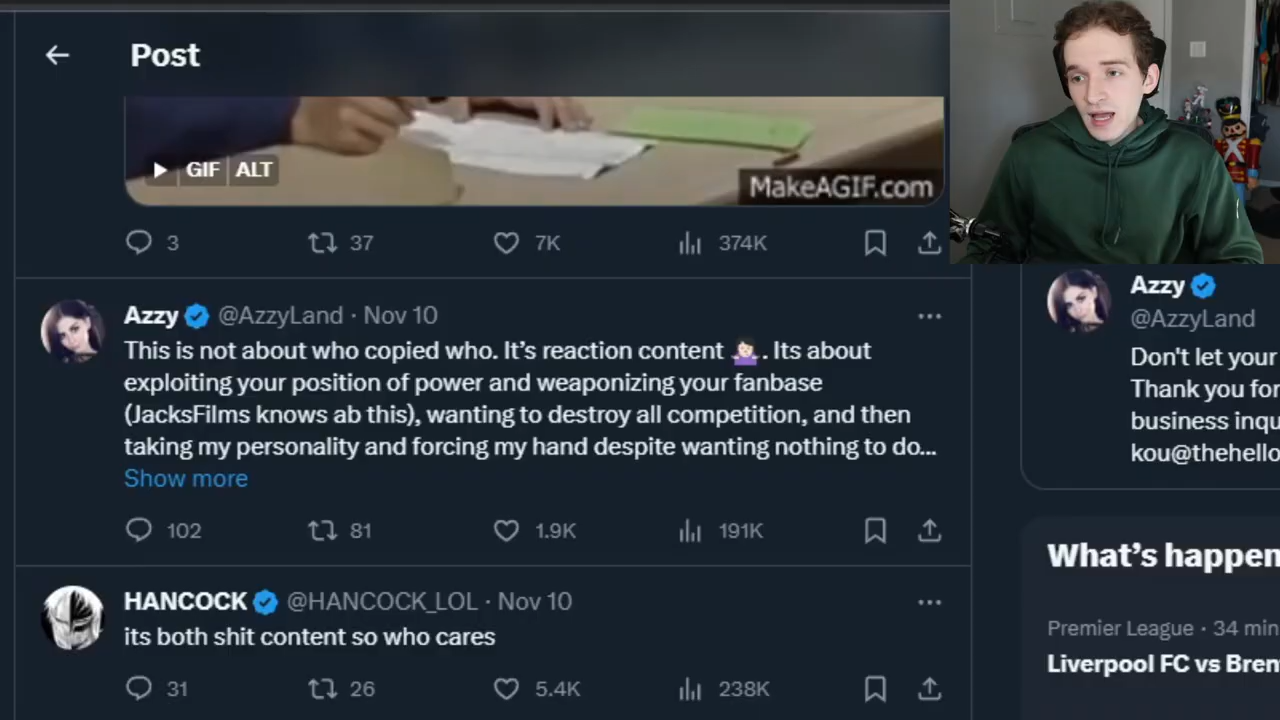 Post
GIF ALT
MakeAGIF.com
3 37 7K 374K
Azzy @AzzyLand · Nov 10
This is not about who copied who. It's reaction content 🤷🏻‍♀️. Its about
exploiting your position of power and weaponizing your fanbase
(JacksFilms knows ab this), wanting to destroy all competition, and then
taking my personality and forcing my hand despite wanting nothing to do...
Show more
102 81 1.9K 191K
HANCOCK @HANCOCK_LOL · Nov 10
its both shit content so who cares
31 26 5.4K 238K
Azzy
@AzzyLand
Don't let your
Thank you for
business inqu
kou@thehello
What's happen
Premier League · 34 min
Liverpool FC vs Bren